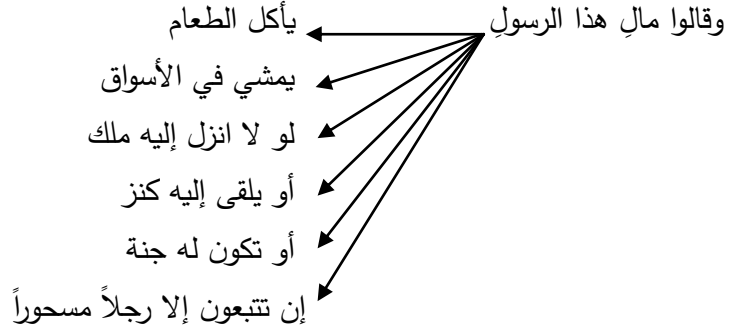 وقالوا مالِ هذا الرسولِ يأكل الطعام
يمشي في الأسواق
لو لا انزل إليه ملك
أو يلقى إليه كنز
أو تكون له جنة
إن تتبعون إلا رجلاً مسحوراً